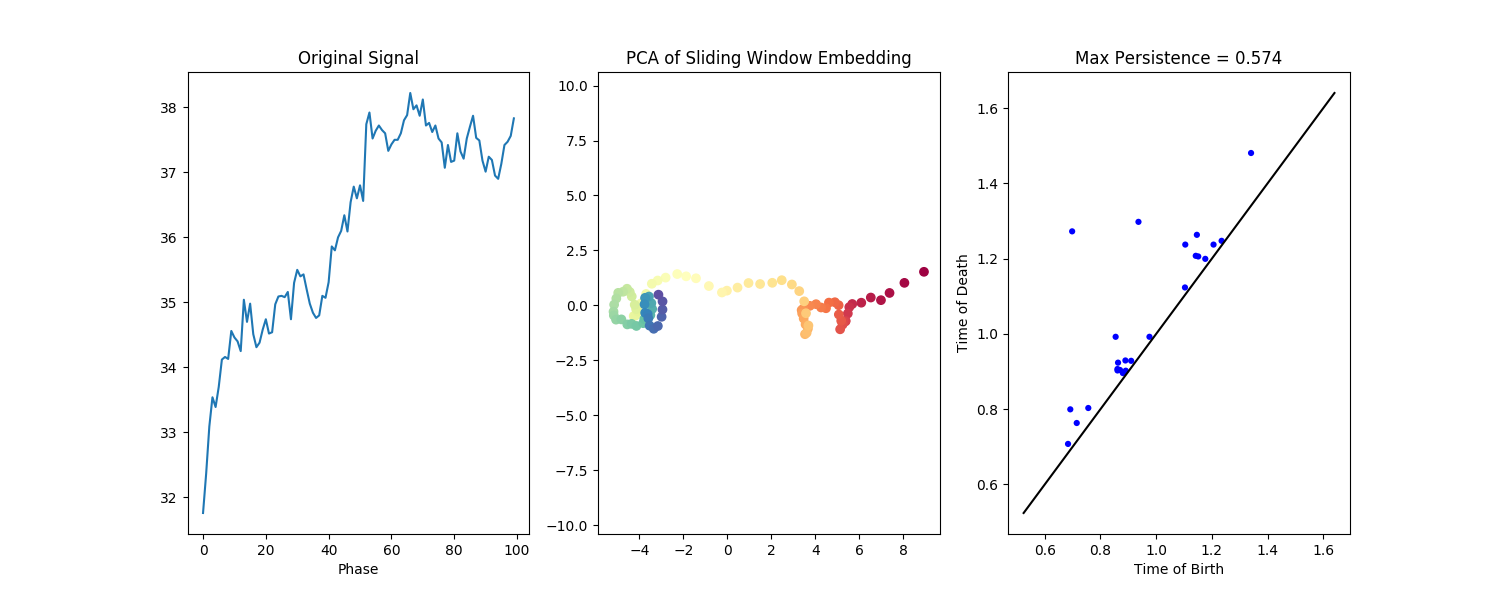 Original Signal
38
37
36
35
34
33
32
0 20 40 60 80 100
Phase
PCA of Sliding Window Embedding
10.0
7.5
5.0
2.5
0.0
−2.5
−5.0
−7.5
−10.0
−4 −2 0 2 4 6 8
Max Persistence = 0.574
Time of Death
1.6
1.4
1.2
1.0
0.8
0.6
0.6 0.8 1.0 1.2 1.4 1.6
Time of Birth